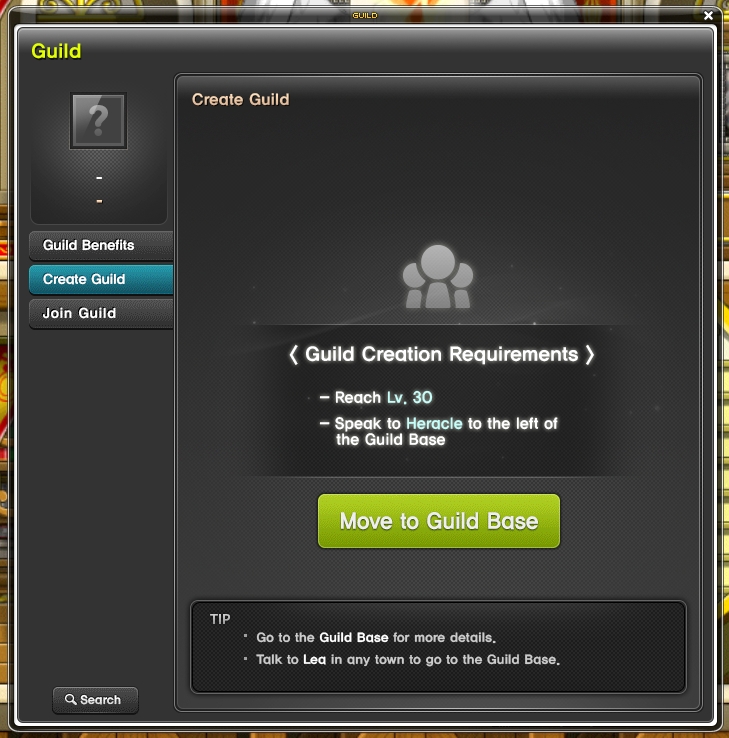 GUILD
Guild
?
-
-
Guild Benefits
Create Guild
Join Guild
Search
Create Guild
〈 Guild Creation Requirements 〉
– Reach Lv. 30
– Speak to Heracle to the left of
the Guild Base
Move to Guild Base
TIP
· Go to the Guild Base for more details.
· Talk to Lea in any town to go to the Guild Base.